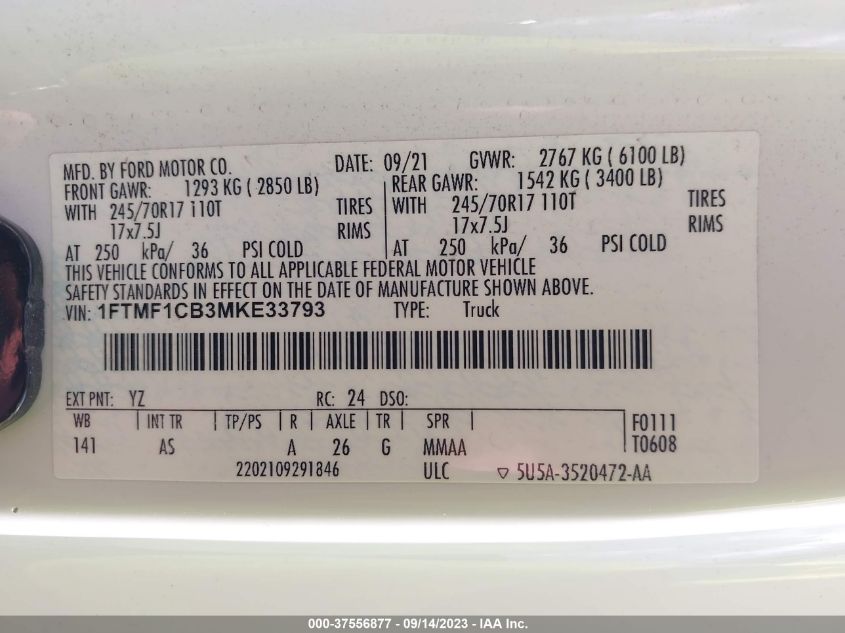 MFD. BY FORD MOTOR CO. DATE: 09/21 GVWR: 2767 KG ( 6100 LB)
FRONT GAWR: 1293 KG ( 2850 LB) REAR GAWR: 1542 KG ( 3400 LB)
WITH 245/70R17 110T TIRES WITH 245/70R17 110T TIRES
17x7.5J RIMS 17x7.5J RIMS
AT 250 kPa/ 36 PSI COLD AT 250 kPa/ 36 PSI COLD
THIS VEHICLE CONFORMS TO ALL APPLICABLE FEDERAL MOTOR VEHICLE
SAFETY STANDARDS IN EFFECT ON THE DATE OF MANUFACTURE SHOWN ABOVE.
VIN: 1FTMF1CB3MKE33793 TYPE: Truck
EXT PNT: YZ RC: 24 DSO:
WB INT TR TP/PS R AXLE TR SPR F0111
141 AS A 26 G MMAA T0608
2202109291846 ULC 5U5A-3520472-AA
000-37556877 - 09/14/2023 - IAA Inc.